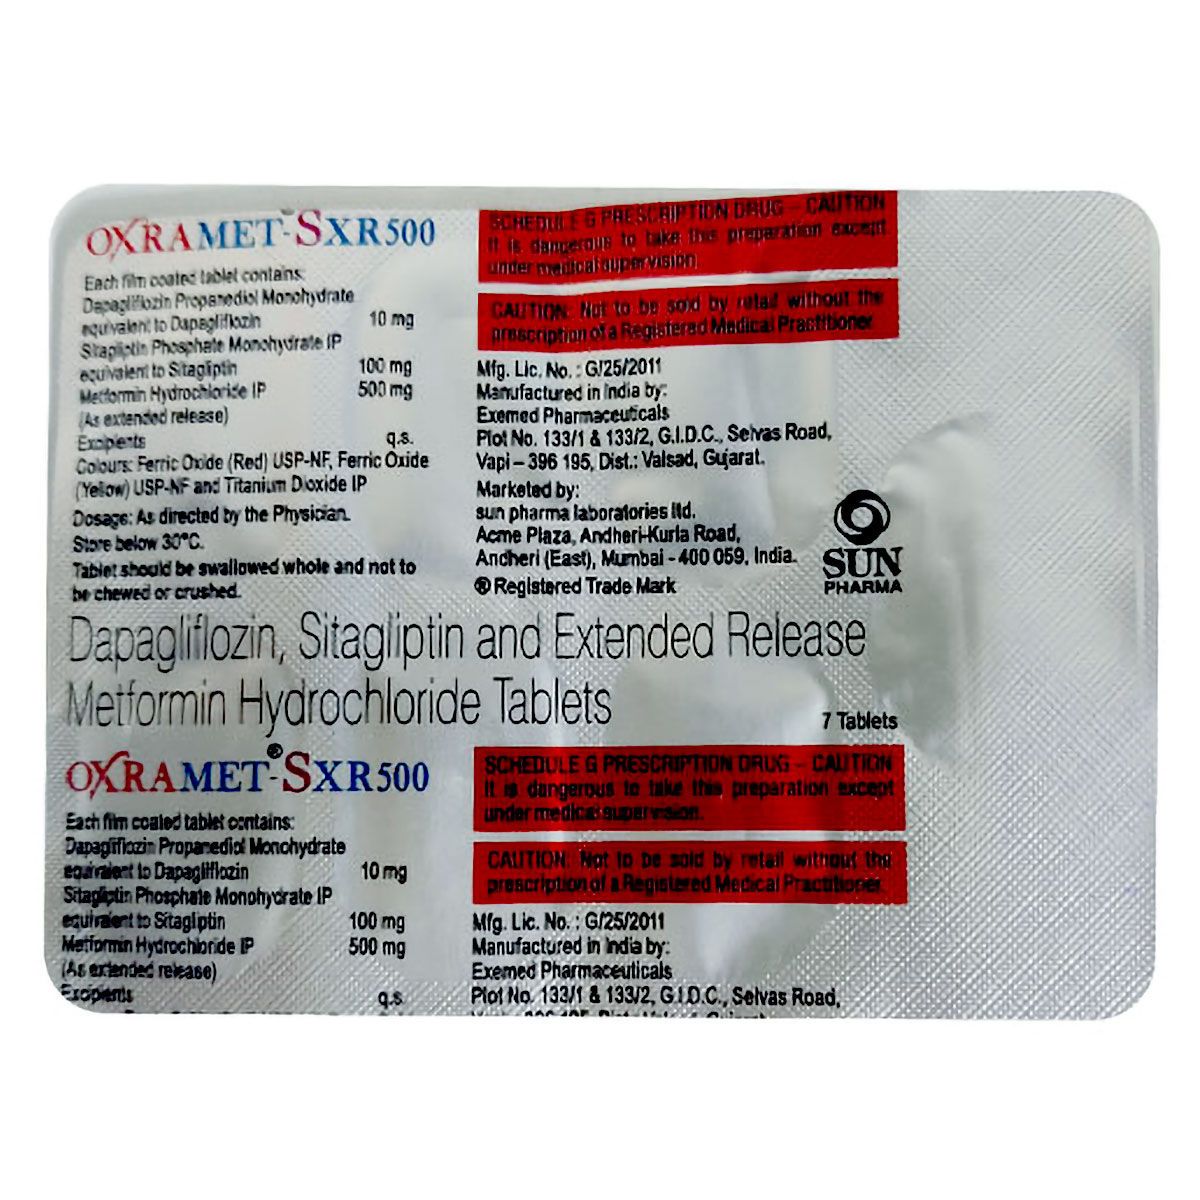 OXRAMET-SXR500
Each film coated tablet contains:
Dapagliflozin Propanediol Monohydrate
equivalent to Dapagliflozin 10 mg
Sitagliptin Phosphate Monohydrate IP
equivalent to Sitagliptin 100 mg
Metformin Hydrochloride IP 500 mg
(As extended release)
Excipients q.s.
Colours: Ferric Oxide (Red) USP-NF, Ferric Oxide
(Yellow) USP-NF and Titanium Dioxide IP
Dosage: As directed by the Physician.
Store below 30°C.
Tablet should be swallowed whole and not to
be chewed or crushed.
SCHEDULE G PRESCRIPTION DRUG – CAUTION
It is dangerous to take this preparation except
under medical supervision.
CAUTION: Not to be sold by retail without the
prescription of a Registered Medical Practitioner.
Mfg. Lic. No. : G/25/2011
Manufactured in India by:
Exemed Pharmaceuticals
Plot No. 133/1 & 133/2, G.I.D.C., Selvas Road,
Vapi – 396 195, Dist.: Valsad, Gujarat.
Marketed by:
sun pharma laboratories ltd.
Acme Plaza, Andheri-Kurla Road,
Andheri (East), Mumbai - 400 059, India.
® Registered Trade Mark
SUN
PHARMA
Dapagliflozin, Sitagliptin and Extended Release
Metformin Hydrochloride Tablets
7 Tablets
OXRAMET®-SXR500
Each film coated tablet contains:
Dapagliflozin Propanediol Monohydrate
equivalent to Dapagliflozin 10 mg
Sitagliptin Phosphate Monohydrate IP
equivalent to Sitagliptin 100 mg
Metformin Hydrochloride IP 500 mg
(As extended release)
Excipients q.s.
SCHEDULE G PRESCRIPTION DRUG – CAUTION
It is dangerous to take this preparation except
under medical supervision.
CAUTION: Not to be sold by retail without the
prescription of a Registered Medical Practitioner.
Mfg. Lic. No. : G/25/2011
Manufactured in India by:
Exemed Pharmaceuticals
Plot No. 133/1 & 133/2, G.I.D.C., Selvas Road,